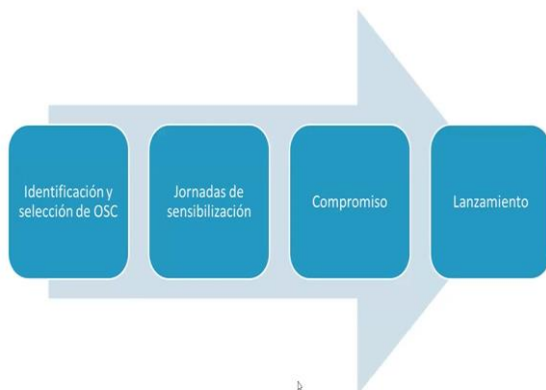 Identificación y
selección de OSC
Jornadas de
sensibilización
Compromiso
Lanzamiento